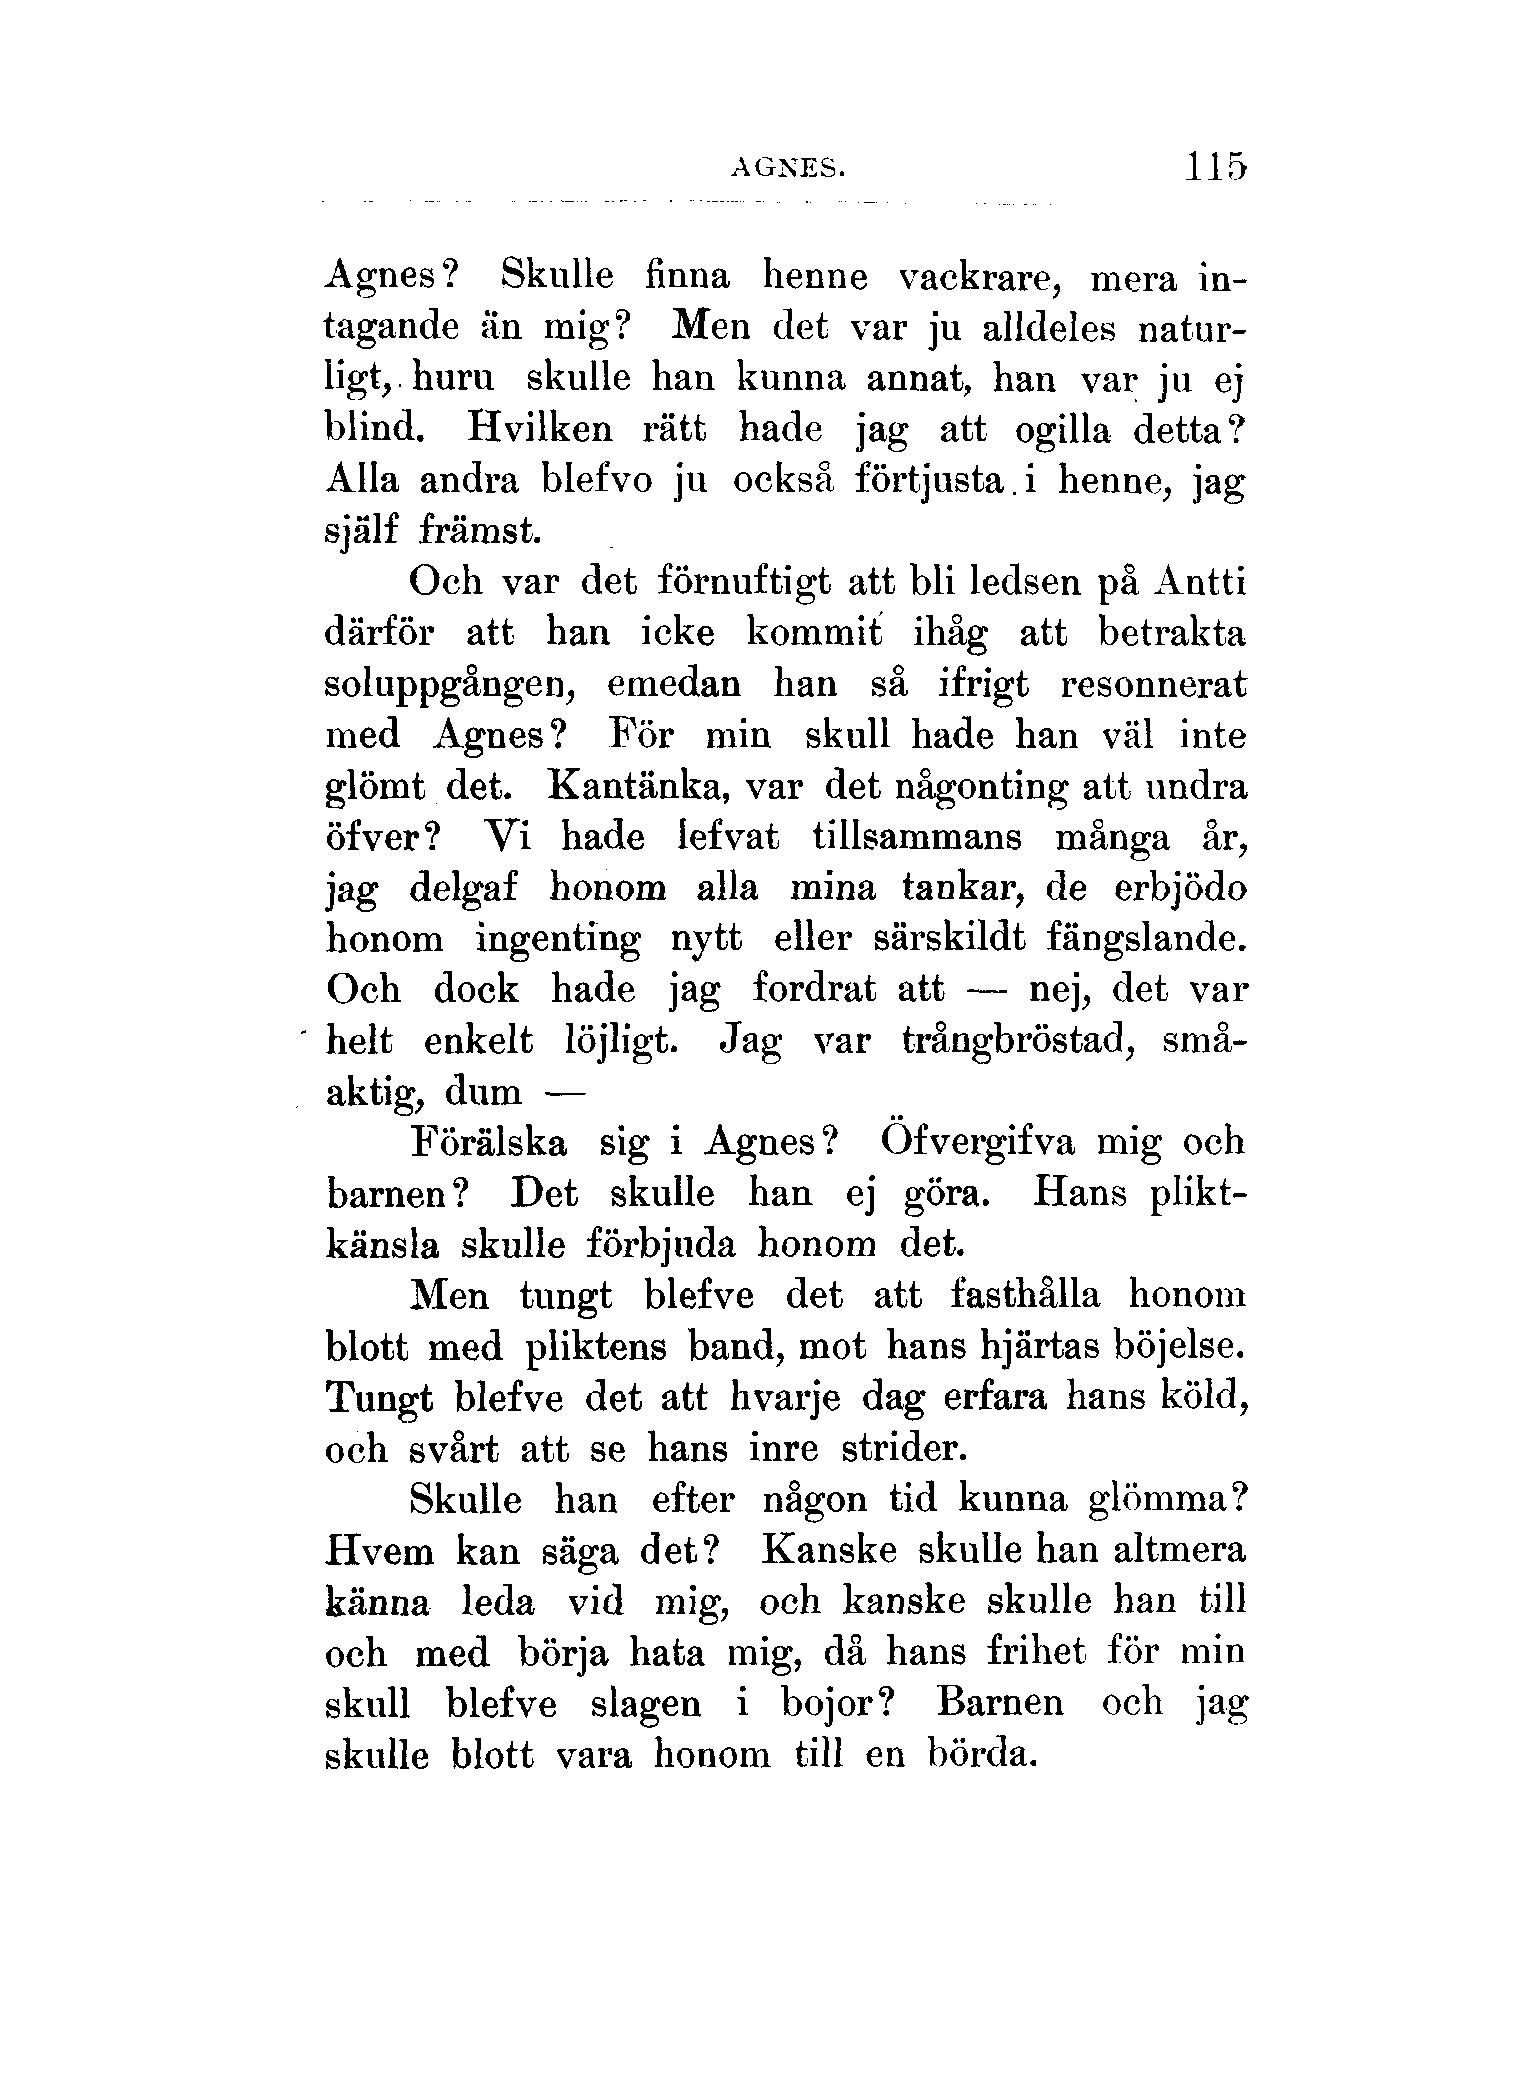 AGNES. 115
Agnes? Skulle finna henne vackrare, mera in-
tagande än mig? Men det var ju alldeles natur-
ligt, huru skulle han kunna annat, han var ju ej
blind. Hvilken rätt hade jag att ogilla detta?
Alla andra blefvo ju också förtjusta i henne, jag
själf främst.
Och var det förnuftigt att bli ledsen på Antti
därför att han icke kommit ihåg att betrakta
soluppgången, emedan han så ifrigt resonnerat
med Agnes? För min skull hade han väl inte
glömt det. Kantänka, var det någonting att undra
öfver? Vi hade lefvat tillsammans många år,
jag delgaf honom alla mina tankar, de erbjödo
honom ingenting nytt eller särskildt fängslande.
Och dock hade jag fordrat att — nej, det var
helt enkelt löjligt. Jag var trångbröstad, små-
aktig, dum —
Förälska sig i Agnes? Öfvergifva mig och
barnen? Det skulle han ej göra. Hans plikt-
känsla skulle förbjuda honom det.
Men tungt blefve det att fasthålla honom
blott med pliktens band, mot hans hjärtas böjelse.
Tungt blefve det att hvarje dag erfara hans köld,
och svårt att se hans inre strider.
Skulle han efter någon tid kunna glömma?
Hvem kan säga det? Kanske skulle han altmera
känna leda vid mig, och kanske skulle han till
och med börja hata mig, då hans frihet för min
skull blefve slagen i bojor? Barnen och jag
skulle blott vara honom till en börda.